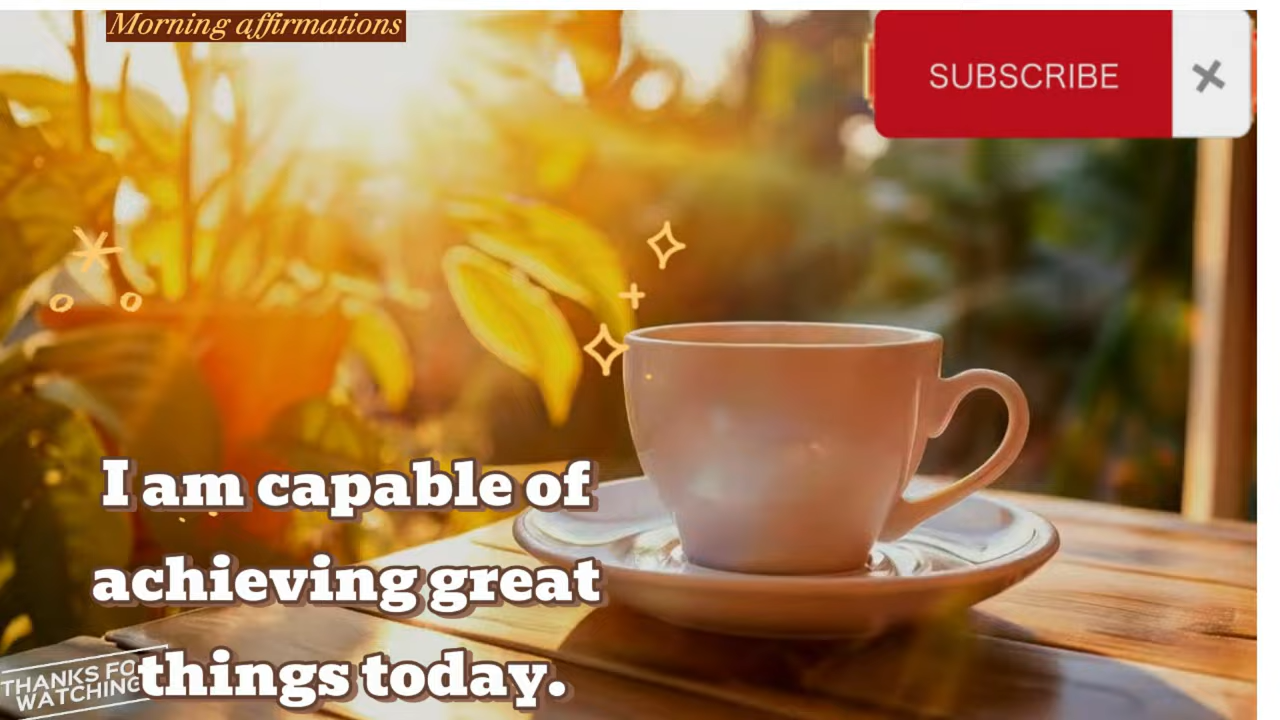 Morning affirmations
SUBSCRIBE
I am capable of
achieving great
things today.
THANKS FO
WATCHING